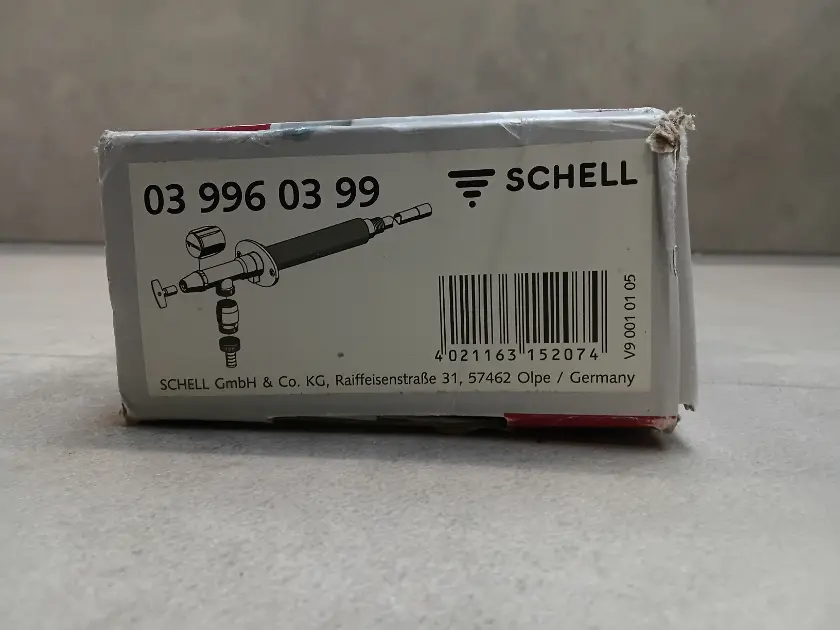 03 996 03 99
SCHELL
4 021163 152074
V9 001 01 05
SCHELL GmbH & Co. KG, Raiffeisenstraße 31, 57462 Olpe / Germany